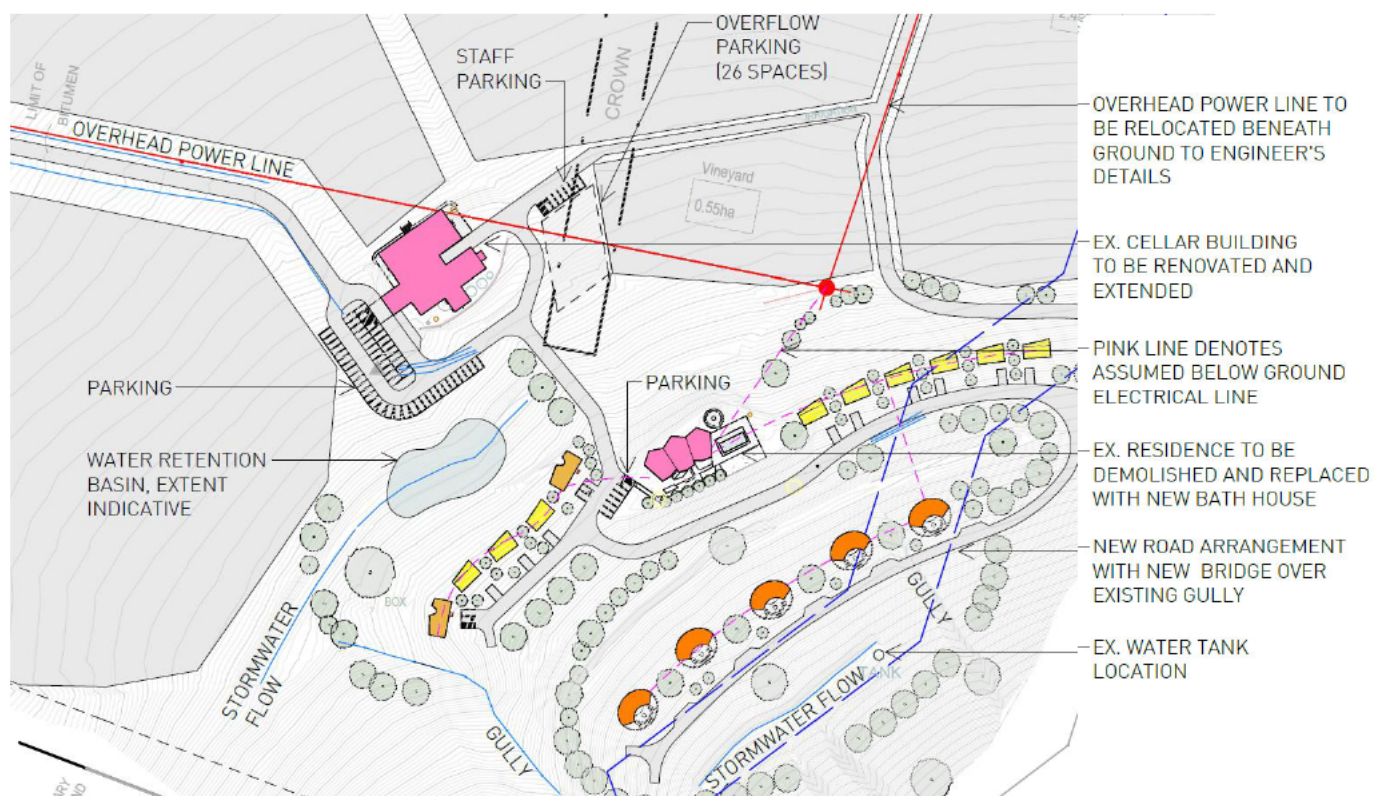 OVERFLOW
PARKING
(26 SPACES)
STAFF
PARKING
CROWN
LIMIT OF
BITUMEN
OVERHEAD POWER LINE
Vineyard
0.55ha
OVERHEAD POWER LINE TO
BE RELOCATED BENEATH
GROUND TO ENGINEER'S
DETAILS
EX. CELLAR BUILDING
TO BE RENOVATED AND
EXTENDED
PINK LINE DENOTES
ASSUMED BELOW GROUND
ELECTRICAL LINE
PARKING
PARKING
WATER RETENTION
BASIN, EXTENT
INDICATIVE
EX. RESIDENCE TO BE
DEMOLISHED AND REPLACED
WITH NEW BATH HOUSE
NEW ROAD ARRANGEMENT
WITH NEW BRIDGE OVER
EXISTING GULLY
GULLY
BOX
EX. WATER TANK
LOCATION
TANK
STORMWATER
FLOW
STORMWATER FLOW
GULLY